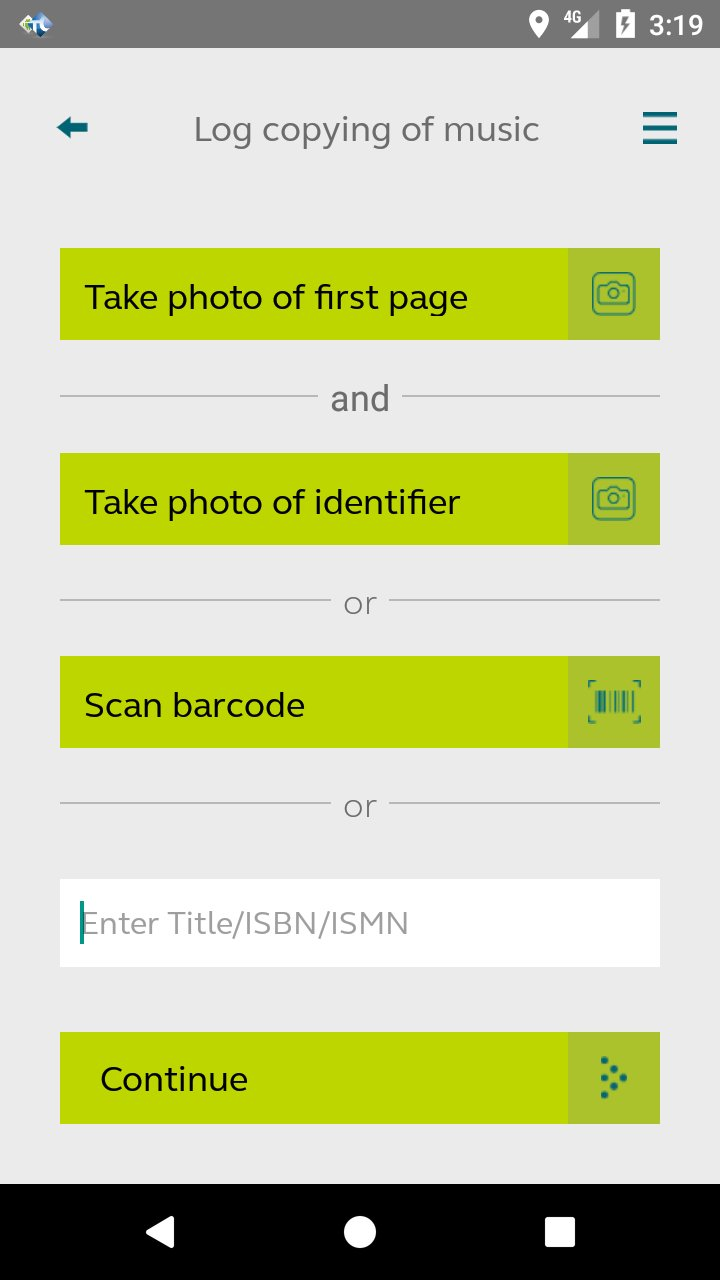 4G 3:19
Log copying of music
Take photo of first page
and
Take photo of identifier
or
Scan barcode
or
Enter Title/ISBN/ISMN
Continue